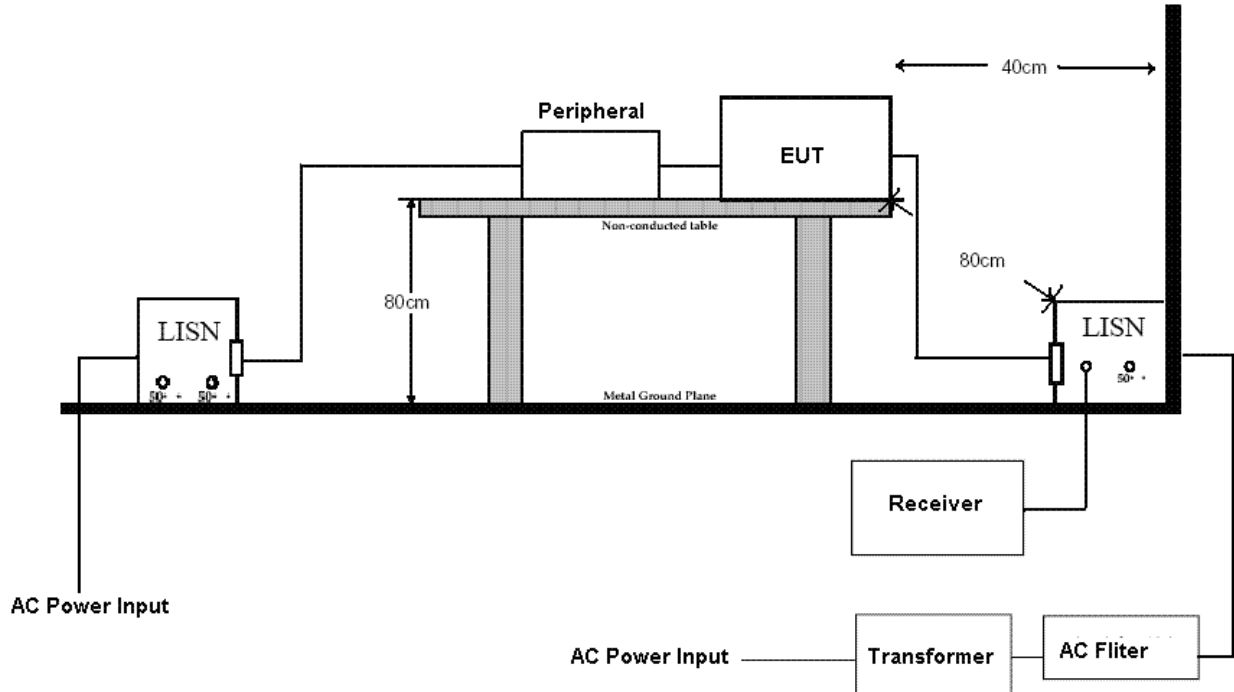 40cm
Peripheral
EUT
Non-conducted table
80cm
80cm
LISN
LISN
50
50
50
Metal Ground Plane
Receiver
AC Power Input
AC Power Input
Transformer
AC Fliter